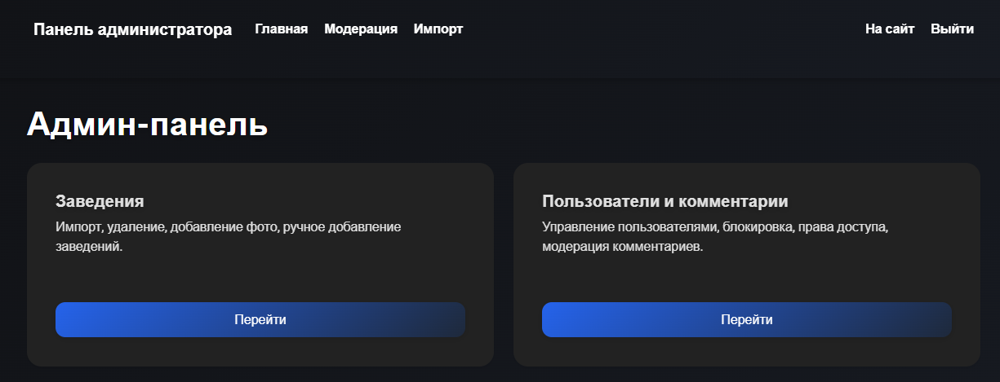 Панель администратора Главная Модерация Импорт На сайт Выйти
Админ-панель
Заведения
Импорт, удаление, добавление фото, ручное добавление
заведений.
Перейти
Пользователи и комментарии
Управление пользователями, блокировка, права доступа,
модерация комментариев.
Перейти